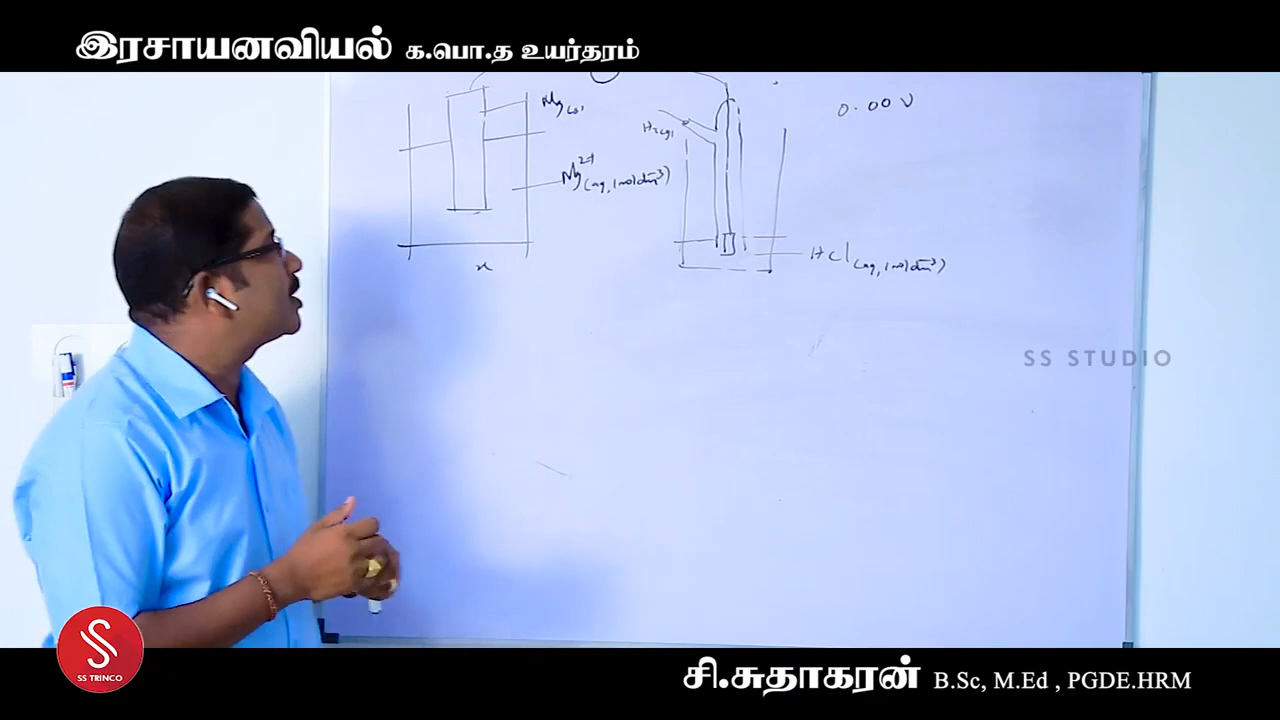 இரசாயனவியல் க.பொ.த உயர்தரம்
Mg(s)
H2(g)
0.00 V
Mg2+(aq, 1 mol dm-3)
HCl(aq, 1 mol dm-3)
x
SS STUDIO
SS TRINCO
சி.சுதாகரன் B.Sc, M.Ed , PGDE.HRM